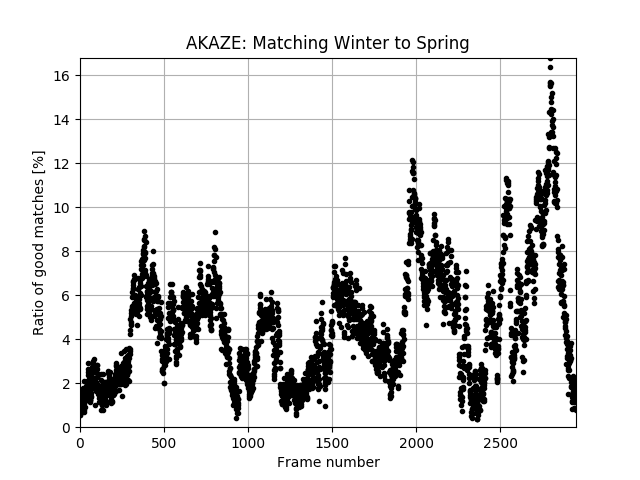 AKAZE: Matching Winter to Spring
Ratio of good matches [%]
16
14
12
10
8
6
4
2
0
0 500 1000 1500 2000 2500
Frame number